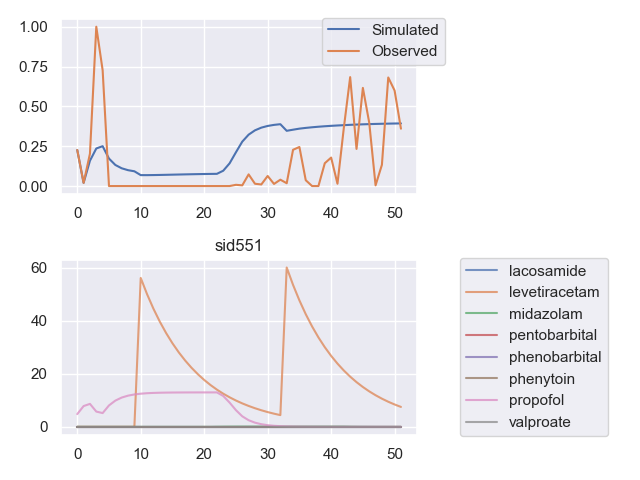 1.00
0.75
0.50
0.25
0.00
0 10 20 30 40 50
Simulated
Observed
sid551
60
40
20
0
0 10 20 30 40 50
lacosamide
levetiracetam
midazolam
pentobarbital
phenobarbital
phenytoin
propofol
valproate